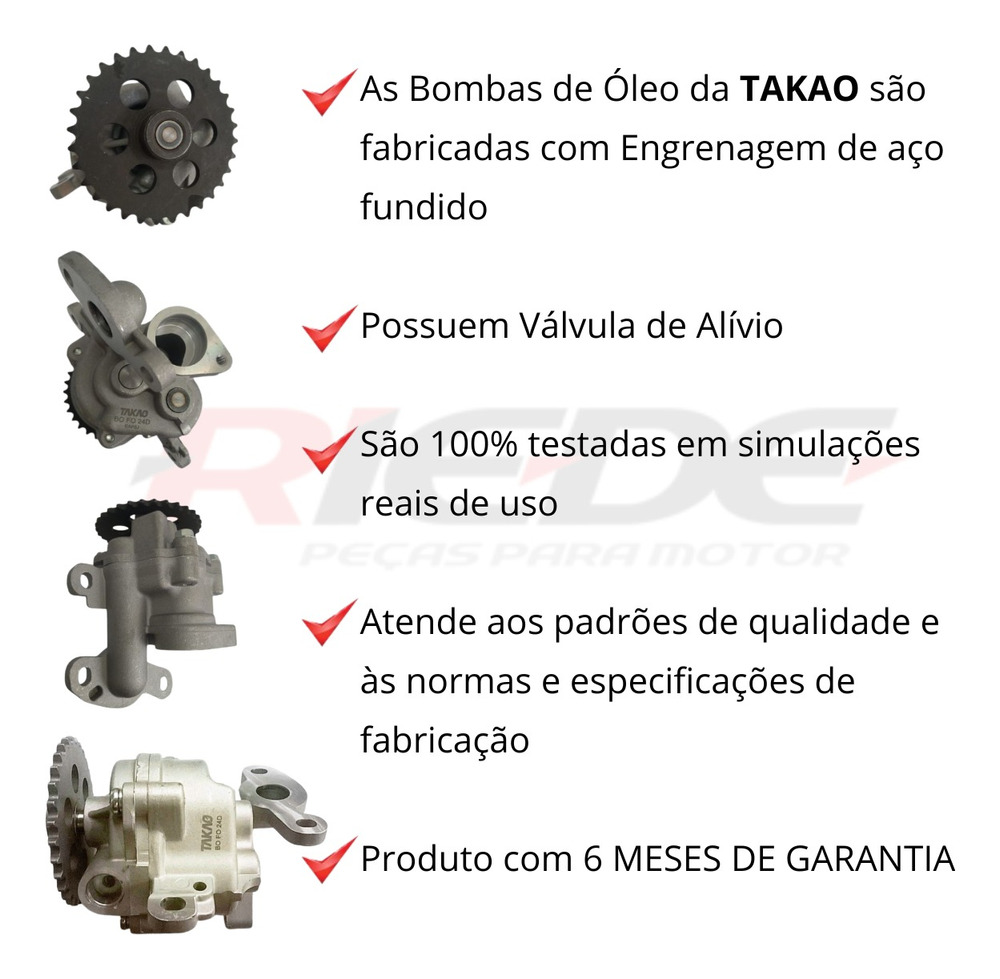 As Bombas de Óleo da TAKAO são
fabricadas com Engrenagem de aço
fundido
Possuem Válvula de Alívio
TAKAO
BO FO 24D
RIEDE
São 100% testadas em simulações
reais de uso
PEÇAS PARA MOTOR
Atende aos padrões de qualidade e
às normas e especificações de
fabricação
TAKAO
BO FO 24D
Produto com 6 MESES DE GARANTIA